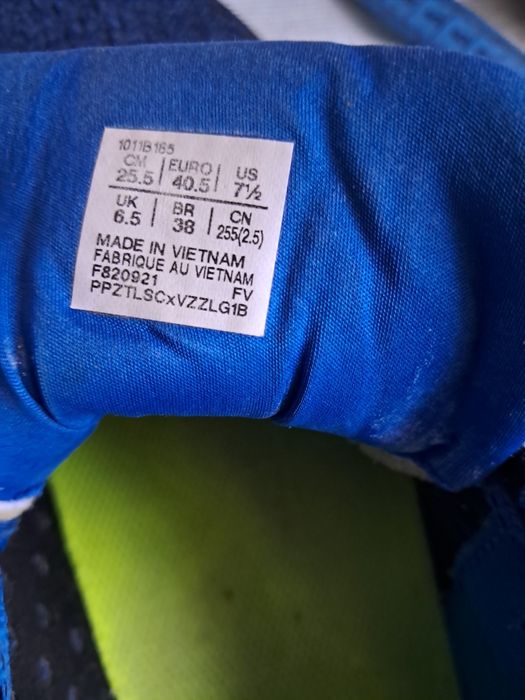 1011B165
CM 25.5 | EURO 40.5 | US 7½
UK 6.5 | BR 38 | CN 255(2.5)
MADE IN VIETNAM
FABRIQUE AU VIETNAM
F820921 FV
PPZTLSCxVZZLG1B